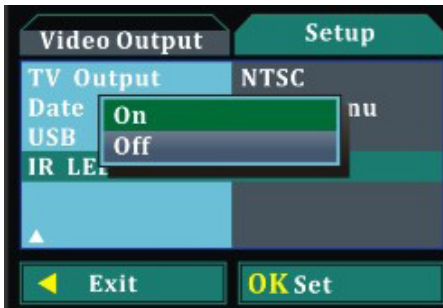 Video Output
Setup
TV Output NTSC
Date nu
On
USB
Off
IR LE
Exit
OK Set